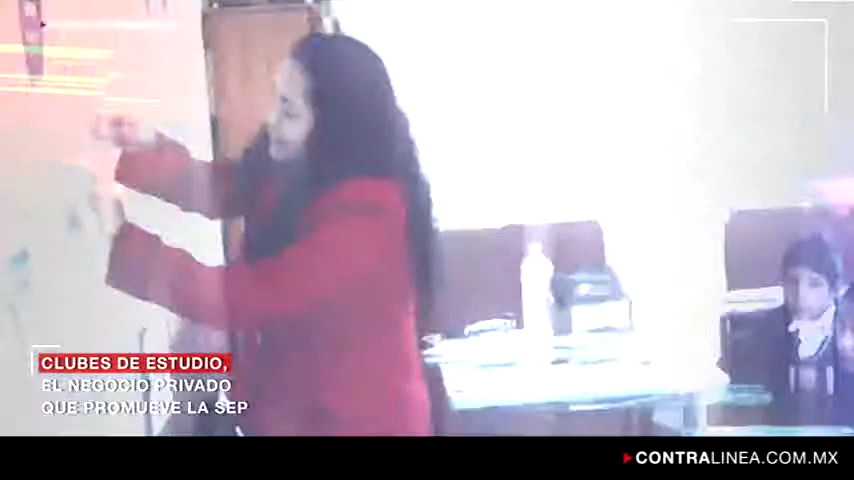 CLUBES DE ESTUDIO,
EL NEGOCIO PRIVADO
QUE PROMUEVE LA SEP
CONTRALINEA.COM.MX